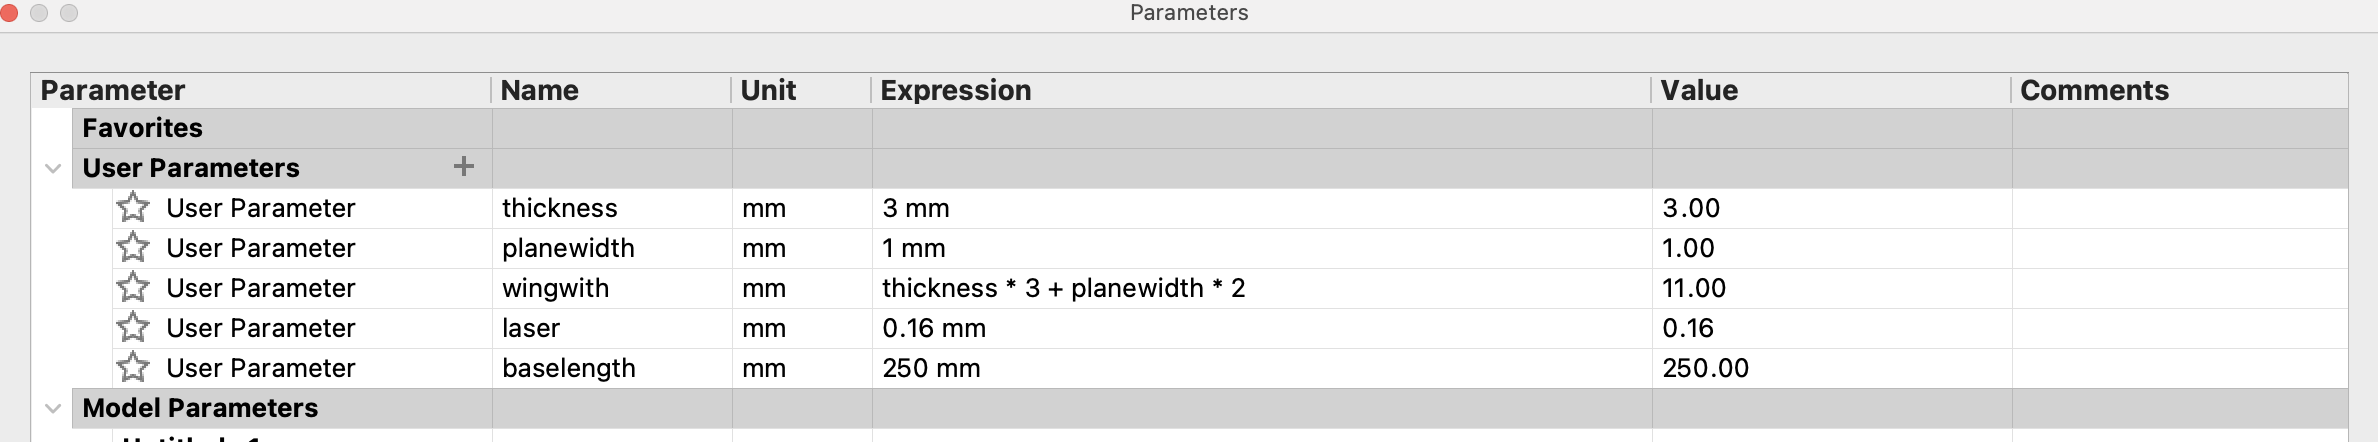 Parameters
Parameter Name Unit Expression Value Comments
Favorites
User Parameters +
User Parameter thickness mm 3 mm 3.00
User Parameter planewidth mm 1 mm 1.00
User Parameter wingwith mm thickness * 3 + planewidth * 2 11.00
User Parameter laser mm 0.16 mm 0.16
User Parameter baselength mm 250 mm 250.00
Model Parameters